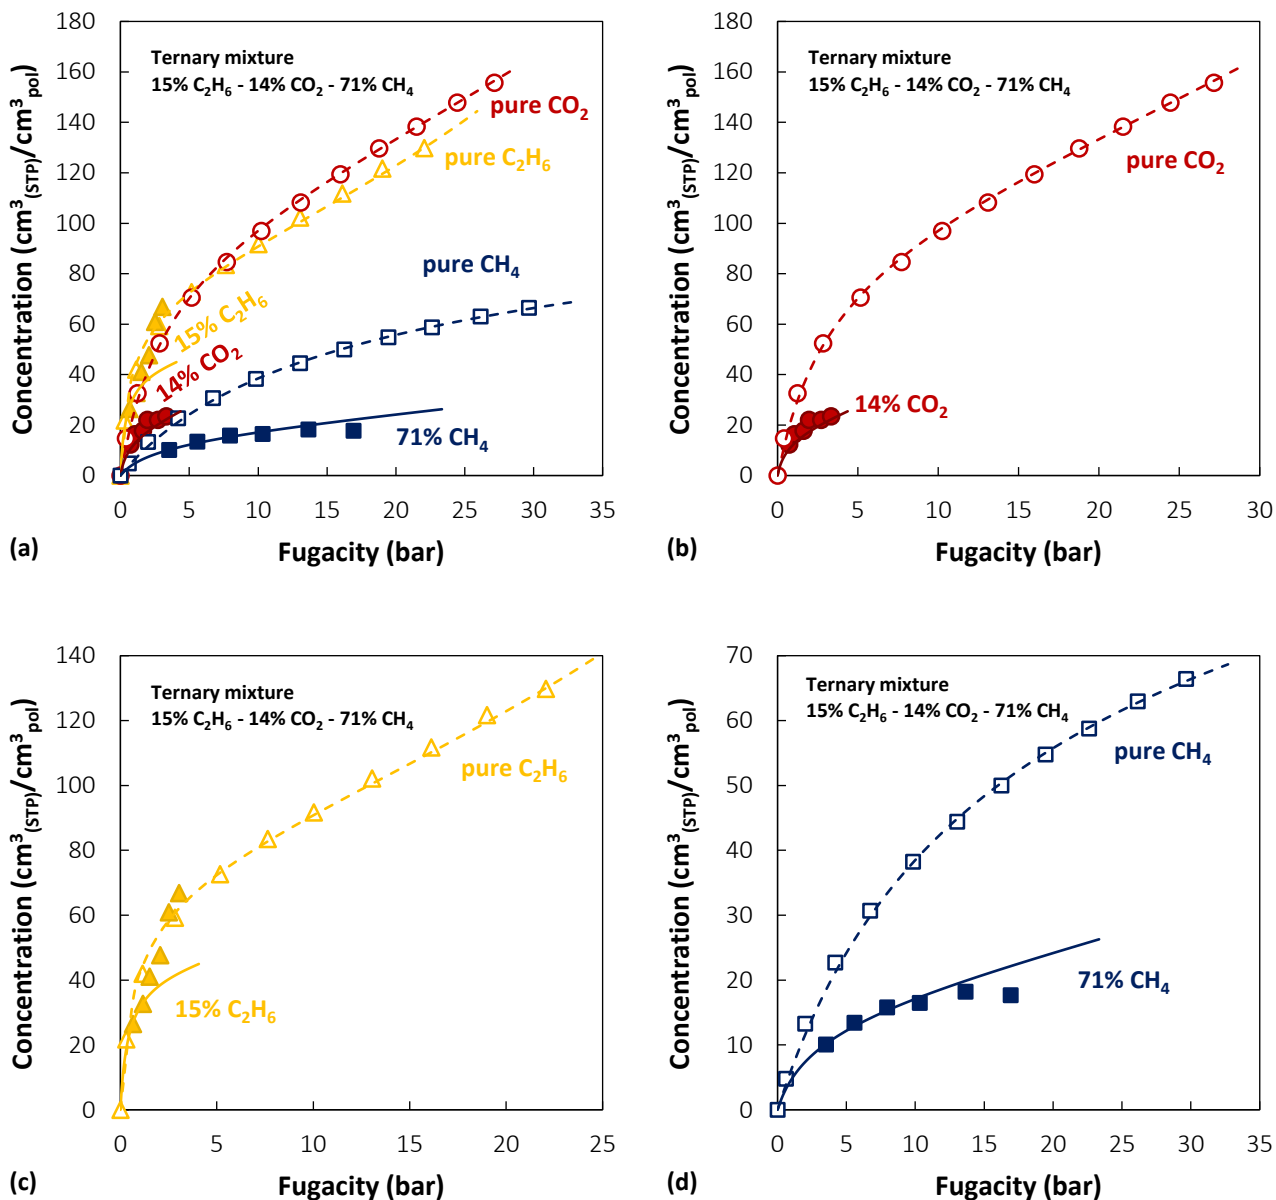 Concentration (cm³(STP)/cm³pol)
180
160
140
120
100
80
60
40
20
0
Ternary mixture
15% C₂H₆ - 14% CO₂ - 71% CH₄
pure CO₂
pure C₂H₆
pure CH₄
15% C₂H₆
14% CO₂
71% CH₄
0 5 10 15 20 25 30 35
(a)
Fugacity (bar)
Concentration (cm³(STP)/cm³pol)
180
160
140
120
100
80
60
40
20
0
Ternary mixture
15% C₂H₆ - 14% CO₂ - 71% CH₄
pure CO₂
14% CO₂
0 5 10 15 20 25 30 35
(b)
Fugacity (bar)
Concentration (cm³(STP)/cm³pol)
140
120
100
80
60
40
20
0
Ternary mixture
15% C₂H₆ - 14% CO₂ - 71% CH₄
pure C₂H₆
15% C₂H₆
0 5 10 15 20 25
(c)
Fugacity (bar)
Concentration (cm³(STP)/cm³pol)
70
60
50
40
30
20
10
0
Ternary mixture
15% C₂H₆ - 14% CO₂ - 71% CH₄
pure CH₄
71% CH₄
0 5 10 15 20 25 30 35
(d)
Fugacity (bar)